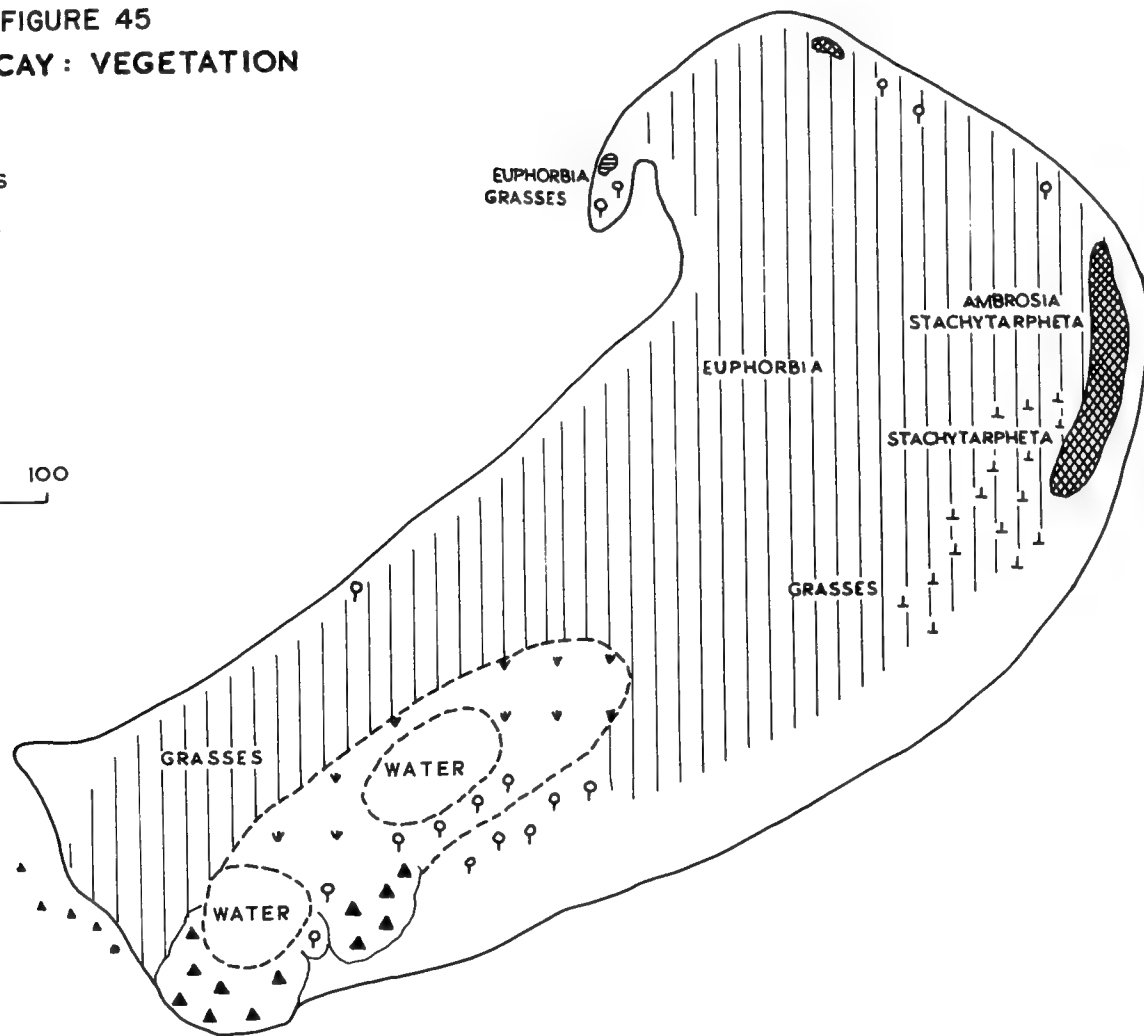 FIGURE 45
CAY : VEGETATION
S
EUPHORBIA
GRASSES
AMBROSIA
STACHYTARPHETA
EUPHORBIA
STACHYTARPHETA
100
GRASSES
GRASSES
WATER
WATER